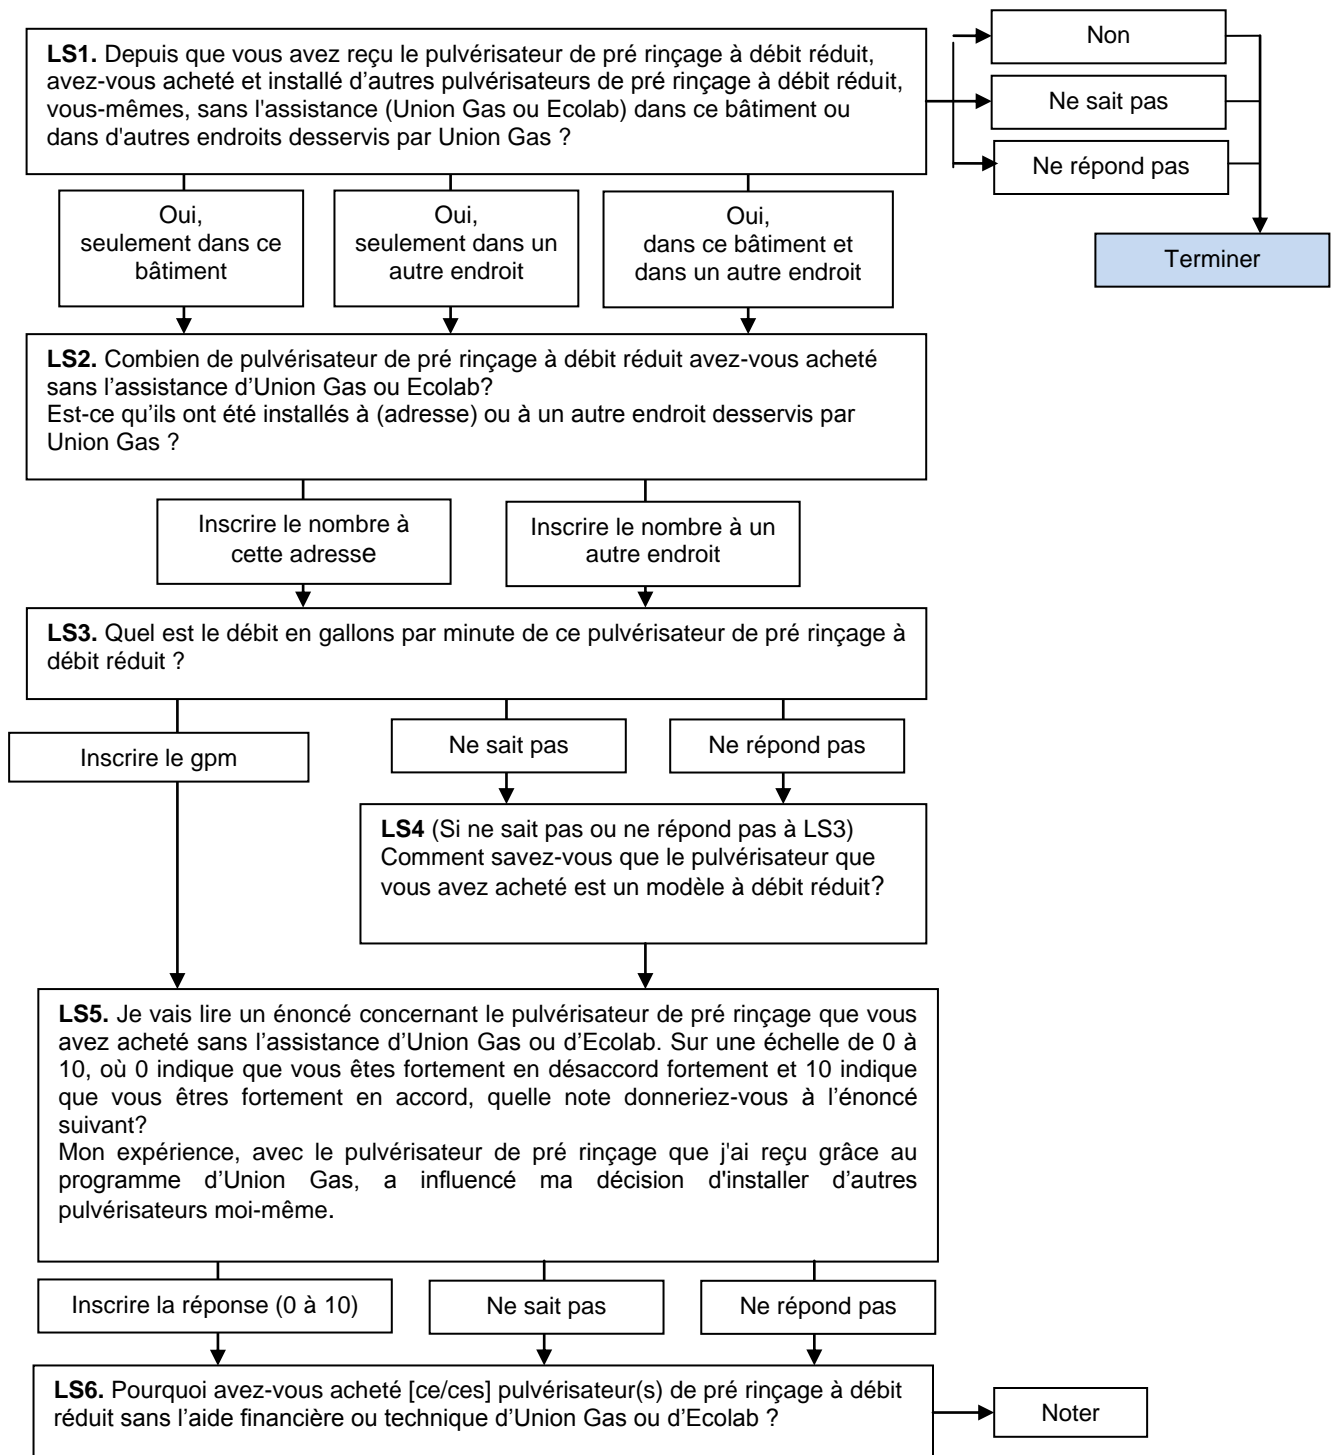 LS1. Depuis que vous avez reçu le pulvérisateur de pré rinçage à débit réduit,
avez-vous acheté et installé d'autres pulvérisateurs de pré rinçage à débit réduit,
vous-mêmes, sans l'assistance (Union Gas ou Ecolab) dans ce bâtiment ou
dans d'autres endroits desservis par Union Gas ?
Non
Ne sait pas
Ne répond pas
Terminer
Oui,
seulement dans ce
bâtiment
Oui,
seulement dans un
autre endroit
Oui,
dans ce bâtiment et
dans un autre endroit
LS2. Combien de pulvérisateur de pré rinçage à débit réduit avez-vous acheté
sans l'assistance d'Union Gas ou Ecolab?
Est-ce qu'ils ont été installés à (adresse) ou à un autre endroit desservis par
Union Gas ?
Inscrire le nombre à
cette adresse
Inscrire le nombre à un
autre endroit
LS3. Quel est le débit en gallons par minute de ce pulvérisateur de pré rinçage à
débit réduit ?
Inscrire le gpm
Ne sait pas
Ne répond pas
LS4 (Si ne sait pas ou ne répond pas à LS3)
Comment savez-vous que le pulvérisateur que
vous avez acheté est un modèle à débit réduit?
LS5. Je vais lire un énoncé concernant le pulvérisateur de pré rinçage que vous
avez acheté sans l'assistance d'Union Gas ou d'Ecolab. Sur une échelle de 0 à
10, où 0 indique que vous êtes fortement en désaccord fortement et 10 indique
que vous êtres fortement en accord, quelle note donneriez-vous à l'énoncé
suivant?
Mon expérience, avec le pulvérisateur de pré rinçage que j'ai reçu grâce au
programme d'Union Gas, a influencé ma décision d'installer d'autres
pulvérisateurs moi-même.
Inscrire la réponse (0 à 10)
Ne sait pas
Ne répond pas
LS6. Pourquoi avez-vous acheté [ce/ces] pulvérisateur(s) de pré rinçage à débit
réduit sans l'aide financière ou technique d'Union Gas ou d'Ecolab ?
Noter